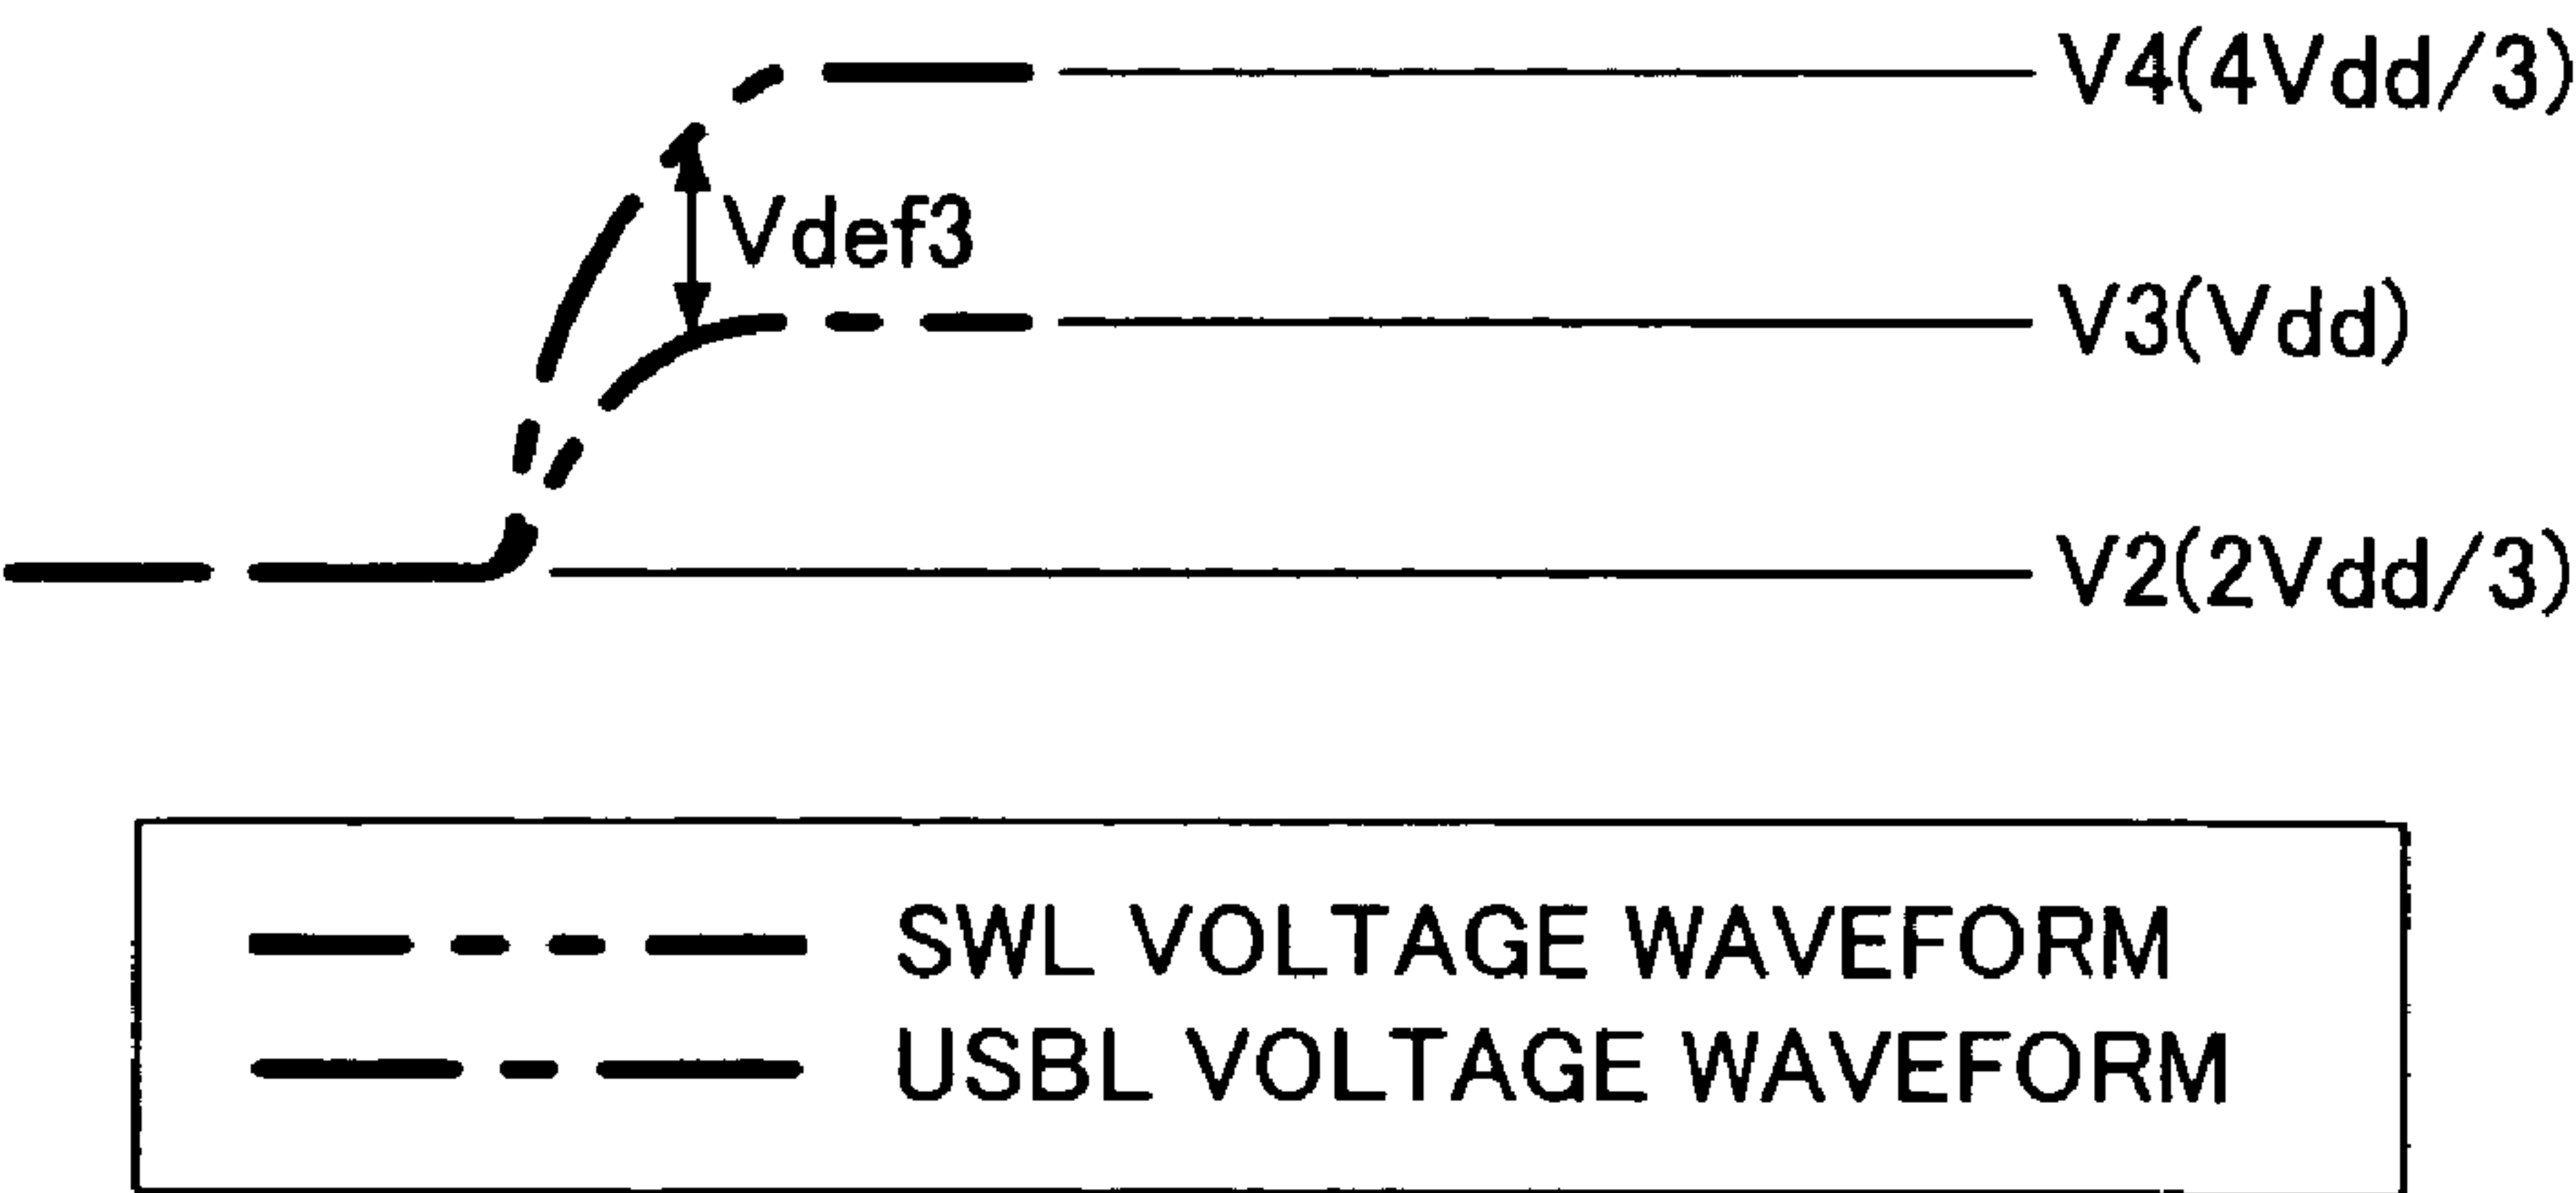 V4(4Vdd/3)
Vdef3
V3(Vdd)
V2(2Vdd/3)
SWL VOLTAGE WAVEFORM
USBL VOLTAGE WAVEFORM